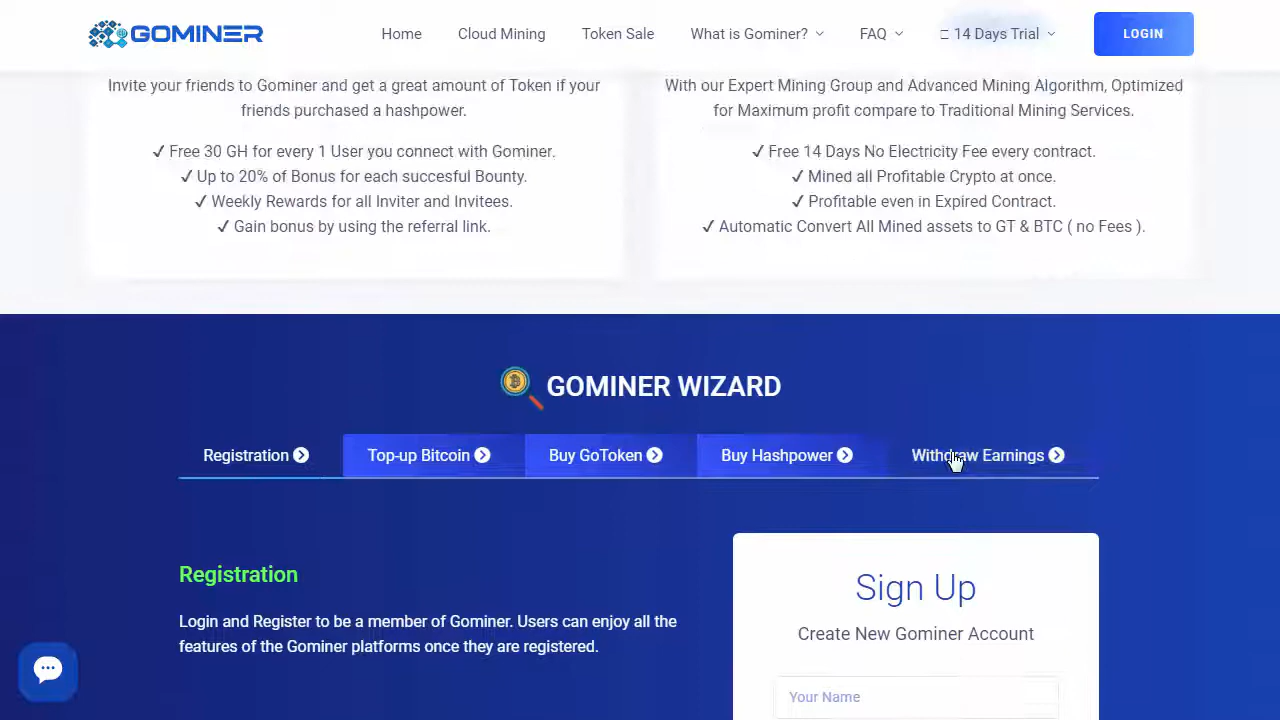 GOMINER
Home
Cloud Mining
Token Sale
What is Gominer?
FAQ
14 Days Trial
LOGIN
Invite your friends to Gominer and get a great amount of Token if your
friends purchased a hashpower.
✓ Free 30 GH for every 1 User you connect with Gominer.
✓ Up to 20% of Bonus for each succesful Bounty.
✓ Weekly Rewards for all Inviter and Invitees.
✓ Gain bonus by using the referral link.
With our Expert Mining Group and Advanced Mining Algorithm, Optimized
for Maximum profit compare to Traditional Mining Services.
✓ Free 14 Days No Electricity Fee every contract.
✓ Mined all Profitable Crypto at once.
✓ Profitable even in Expired Contract.
✓ Automatic Convert All Mined assets to GT & BTC ( no Fees ).
GOMINER WIZARD
Registration
Top-up Bitcoin
Buy GoToken
Buy Hashpower
Withdraw Earnings
Registration
Login and Register to be a member of Gominer. Users can enjoy all the
features of the Gominer platforms once they are registered.
Sign Up
Create New Gominer Account
Your Name